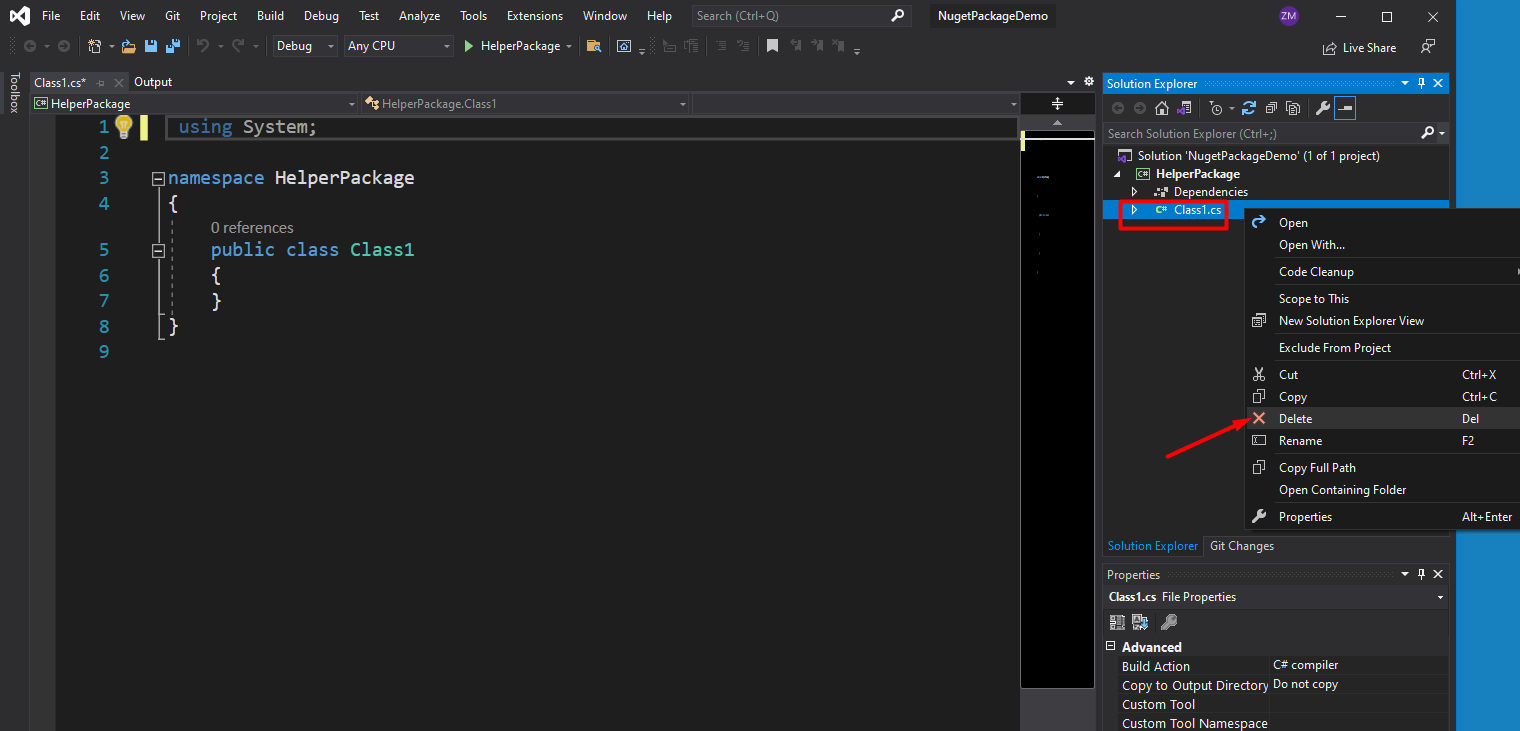 File Edit View Git Project Build Debug Test Analyze Tools Extensions Window Help Search (Ctrl+Q) NugetPackageDemo ZM
Debug Any CPU HelperPackage Live Share
Toolbox
Class1.cs* Output
C# HelperPackage HelperPackage.Class1
1 using System;
2
3 namespace HelperPackage
4 {
0 references
5 public class Class1
6 {
7 }
8 }
9
Solution Explorer
Search Solution Explorer (Ctrl+;)
Solution 'NugetPackageDemo' (1 of 1 project)
C# HelperPackage
Dependencies
C# Class1.cs
Open
Open With...
Code Cleanup
Scope to This
New Solution Explorer View
Exclude From Project
Cut Ctrl+X
Copy Ctrl+C
Delete Del
Rename F2
Copy Full Path
Open Containing Folder
Properties Alt+Enter
Solution Explorer Git Changes
Properties
Class1.cs File Properties
Advanced
Build Action C# compiler
Copy to Output Directory Do not copy
Custom Tool
Custom Tool Namespace